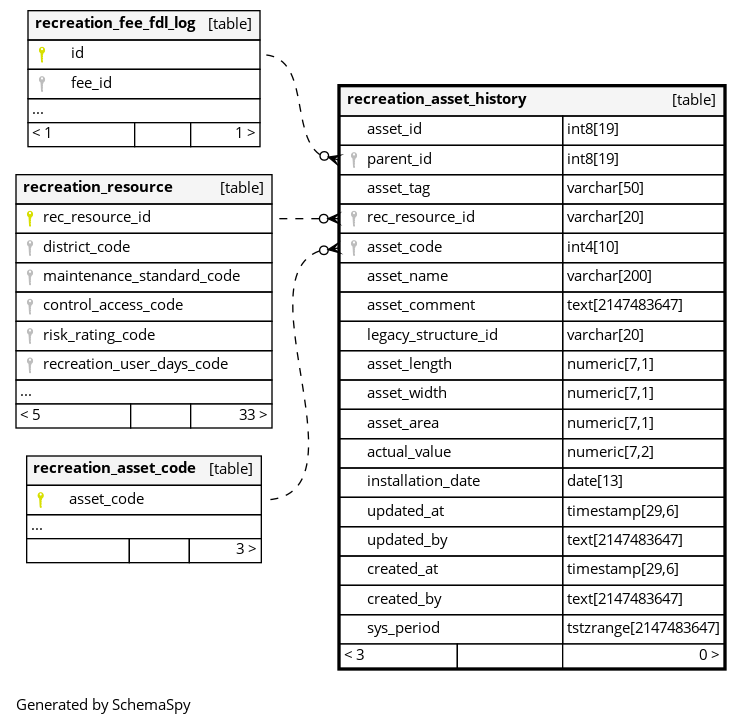 recreation_fee_fdl_log [table]
id
fee_id
...
< 1 1 >
recreation_resource [table]
rec_resource_id
district_code
maintenance_standard_code
control_access_code
risk_rating_code
recreation_user_days_code
...
< 5 33 >
recreation_asset_code [table]
asset_code
...
3 >
recreation_asset_history [table]
asset_id int8[19]
parent_id int8[19]
asset_tag varchar[50]
rec_resource_id varchar[20]
asset_code int4[10]
asset_name varchar[200]
asset_comment text[2147483647]
legacy_structure_id varchar[20]
asset_length numeric[7,1]
asset_width numeric[7,1]
asset_area numeric[7,1]
actual_value numeric[7,2]
installation_date date[13]
updated_at timestamp[29,6]
updated_by text[2147483647]
created_at timestamp[29,6]
created_by text[2147483647]
sys_period tstzrange[2147483647]
< 3 0 >
Generated by SchemaSpy